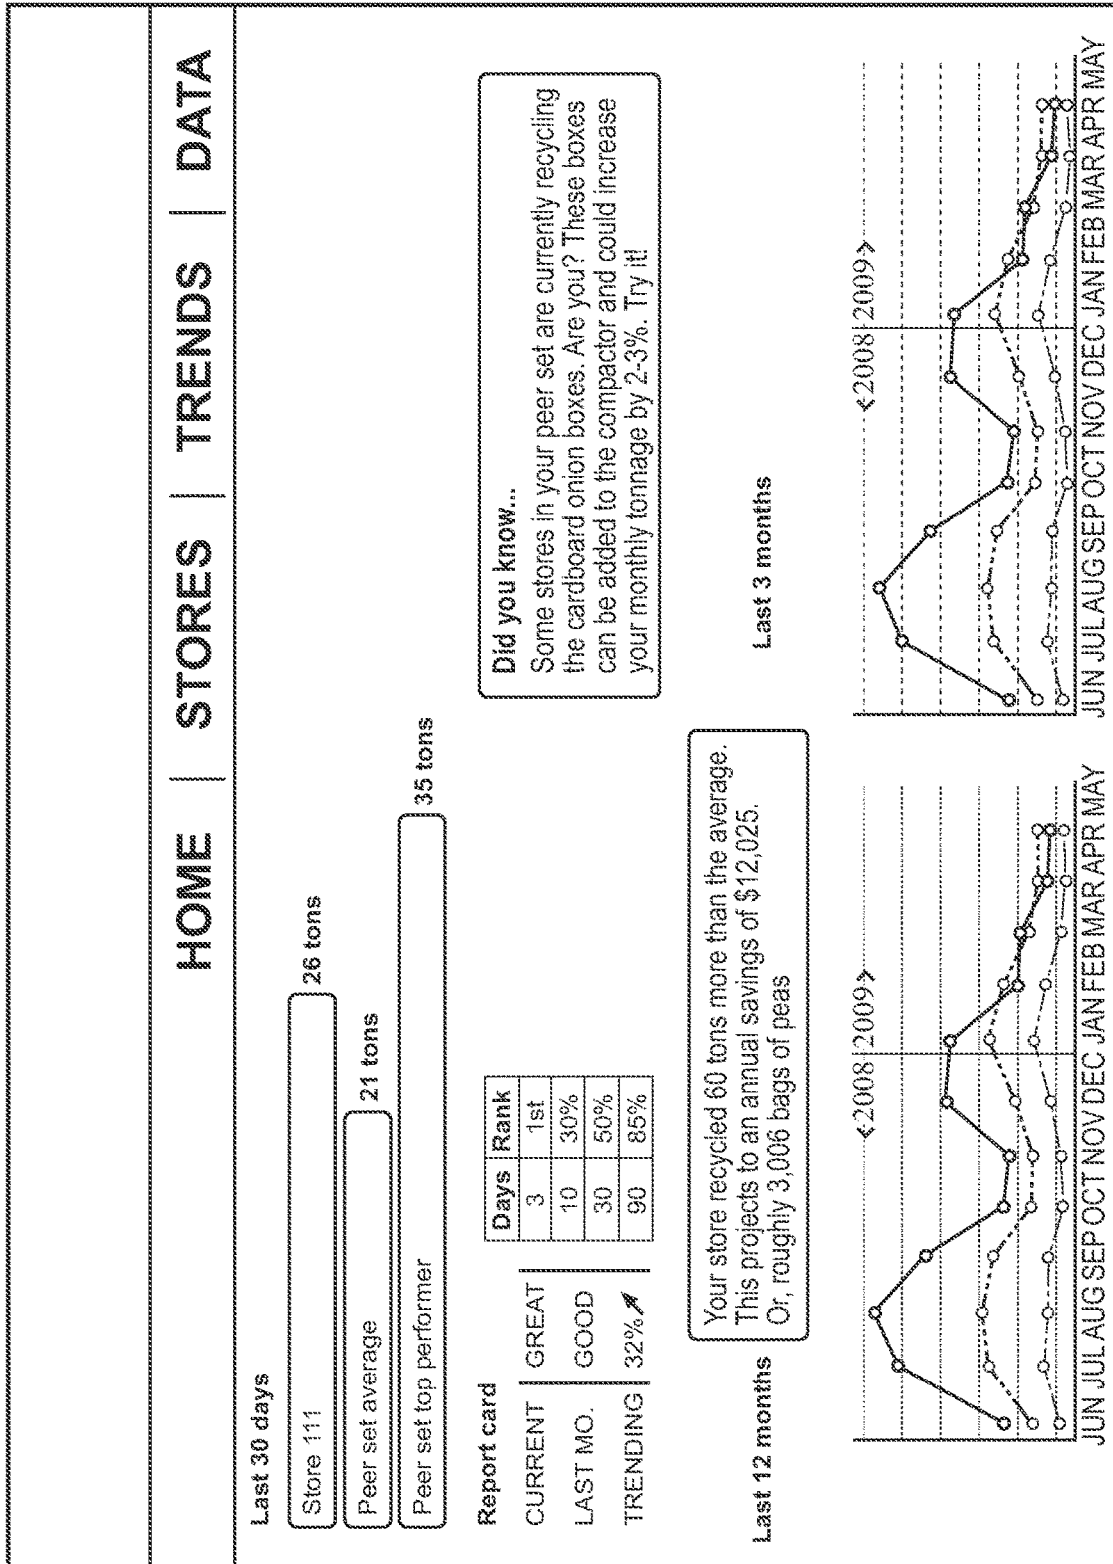 HOME | STORES | TRENDS | DATA
Last 30 days
Store 111
26 tons
Peer set average
21 tons
Peer set top performer
35 tons
Report card
CURRENT GREAT
LAST MO. GOOD
TRENDING 32%
Days Rank
3 1st
10 30%
30 50%
90 85%
Did you know...
Some stores in your peer set are currently recycling
the cardboard onion boxes. Are you? These boxes
can be added to the compactor and could increase
your monthly tonnage by 2-3%. Try it!
Last 12 months
Your store recycled 60 tons more than the average.
This projects to an annual savings of $12,025.
Or, roughly 3,006 bags of peas
2008 2009
JUN JUL AUG SEP OCT NOV DEC JAN FEB MAR APR MAY
Last 3 months
2008 2009
JUN JUL AUG SEP OCT NOV DEC JAN FEB MAR APR MAY